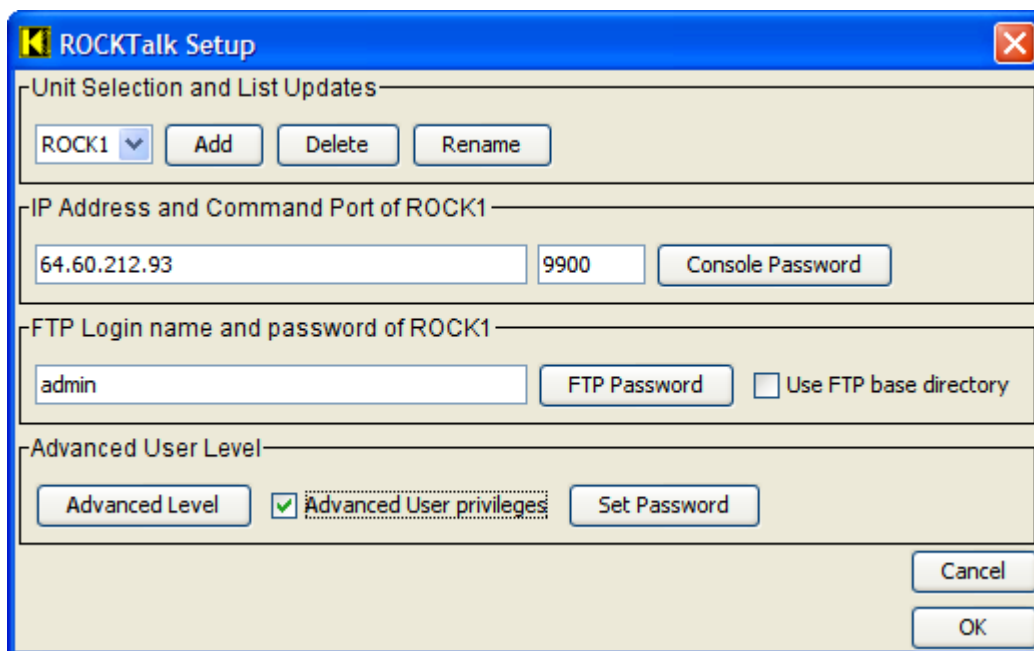 ROCKTalk Setup
Unit Selection and List Updates
ROCK1 Add Delete Rename
IP Address and Command Port of ROCK1
64.60.212.93 9900 Console Password
FTP Login name and password of ROCK1
admin FTP Password Use FTP base directory
Advanced User Level
Advanced Level Advanced User privileges Set Password
Cancel
OK